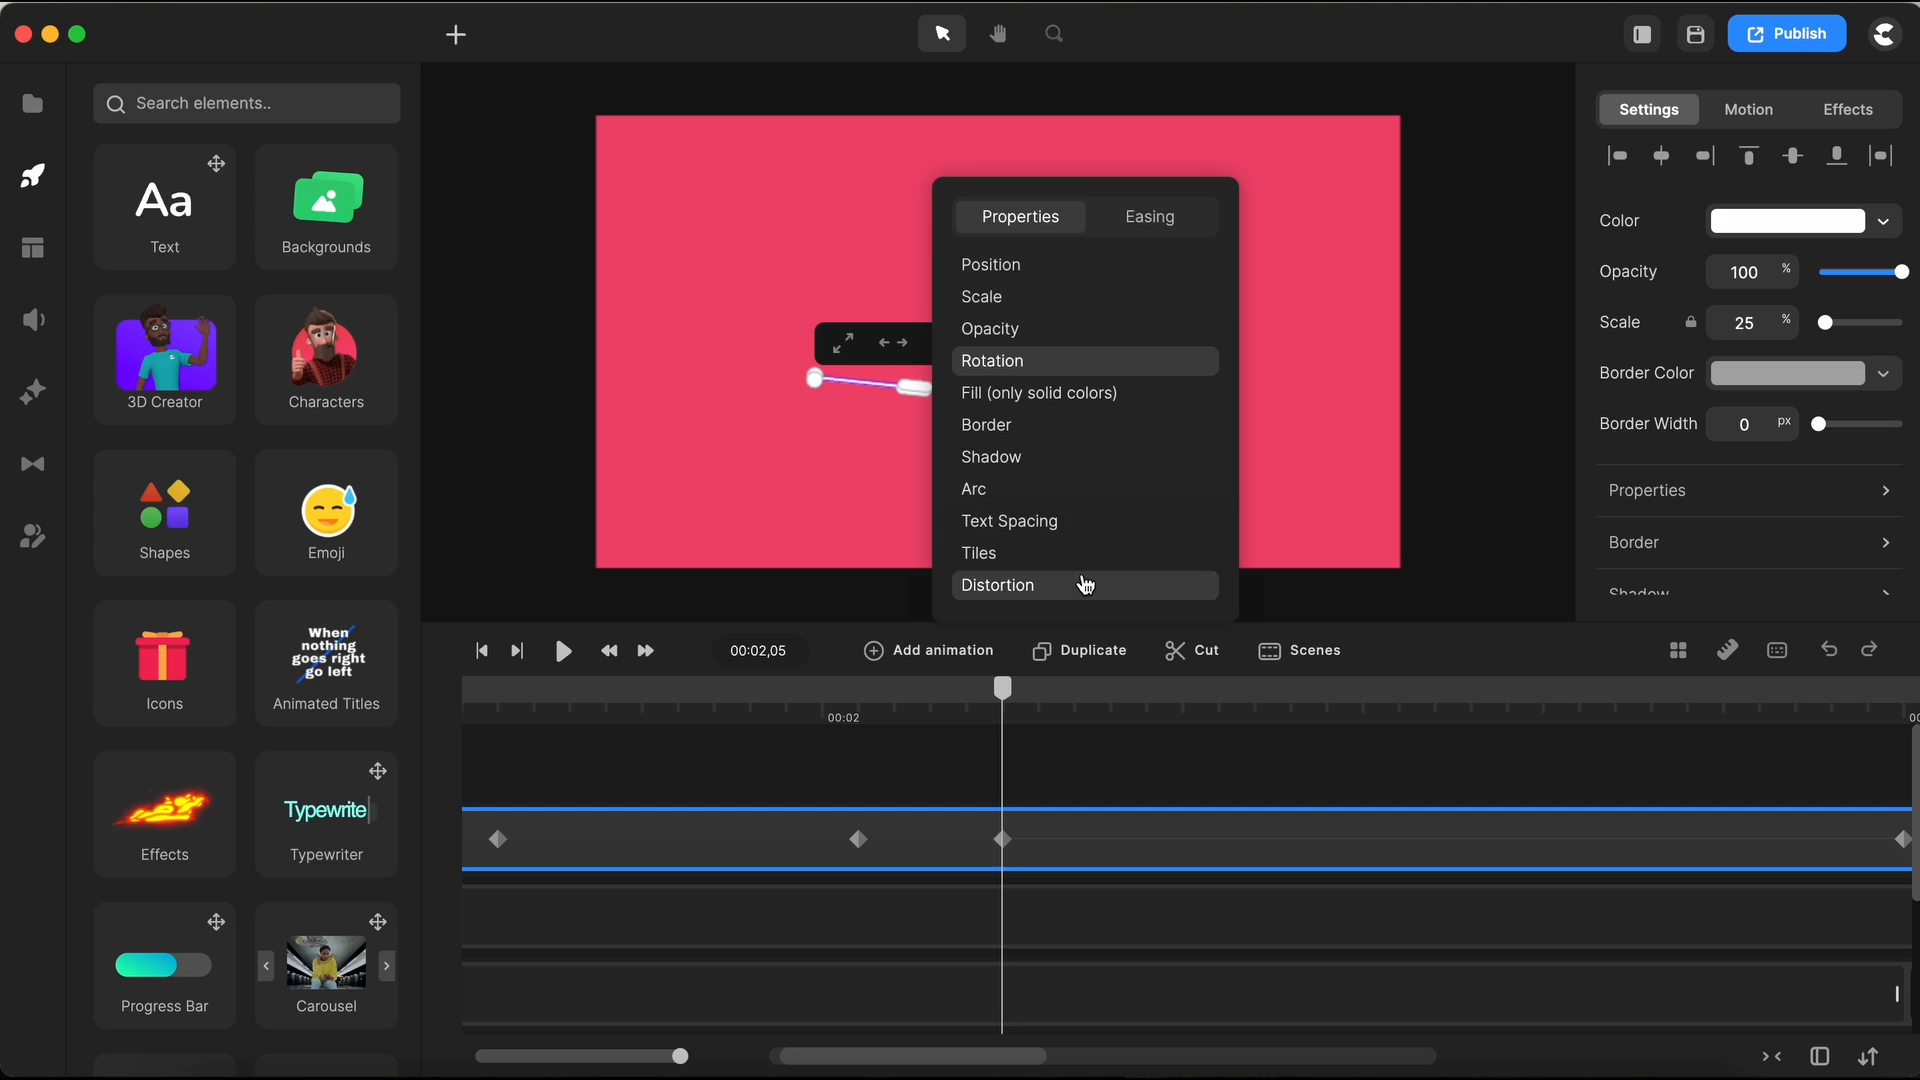 Publish
Search elements..
Aa
Text
Backgrounds
3D Creator
Characters
Shapes
Emoji
Icons
When
nothing
goes right
go left
Animated Titles
Effects
Typewrite
Typewriter
Progress Bar
Carousel
Properties
Easing
Position
Scale
Opacity
Rotation
Fill (only solid colors)
Border
Shadow
Arc
Text Spacing
Tiles
Distortion
Settings
Motion
Effects
Color
Opacity
100 %
Scale
25 %
Border Color
Border Width
0 px
Properties
Border
Shadow
00:02,05
Add animation
Duplicate
Cut
Scenes
00:02